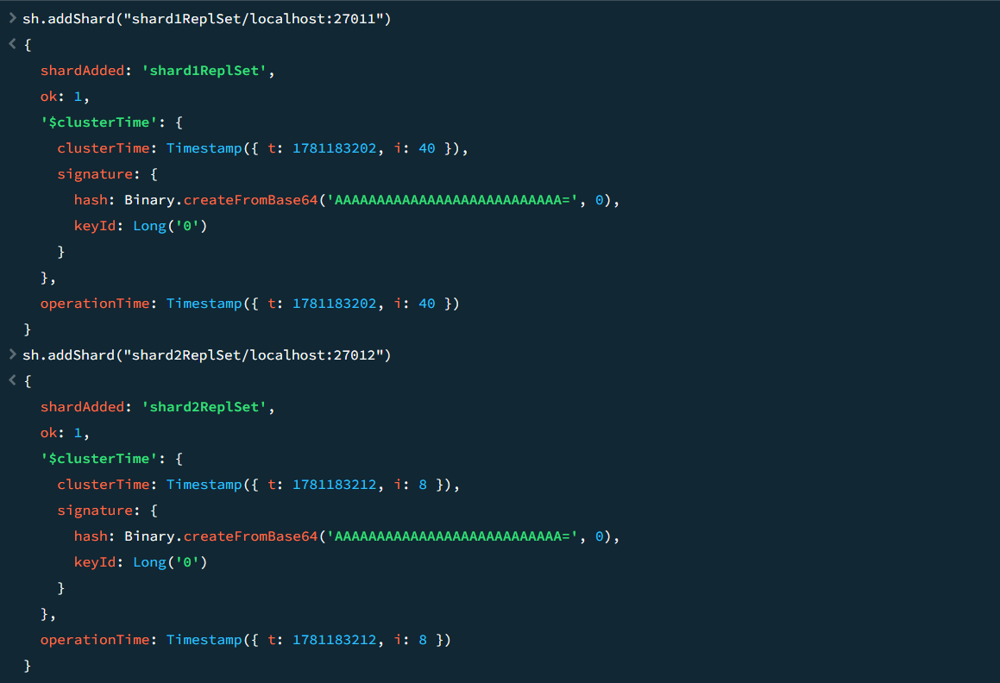 > sh.addShard("shard1ReplSet/localhost:27011")
< {
shardAdded: 'shard1ReplSet',
ok: 1,
'$clusterTime': {
clusterTime: Timestamp({ t: 1781183202, i: 40 }),
signature: {
hash: Binary.createFromBase64('AAAAAAAAAAAAAAAAAAAAAAAAAAA=', 0),
keyId: Long('0')
}
},
operationTime: Timestamp({ t: 1781183202, i: 40 })
}
> sh.addShard("shard2ReplSet/localhost:27012")
< {
shardAdded: 'shard2ReplSet',
ok: 1,
'$clusterTime': {
clusterTime: Timestamp({ t: 1781183212, i: 8 }),
signature: {
hash: Binary.createFromBase64('AAAAAAAAAAAAAAAAAAAAAAAAAAA=', 0),
keyId: Long('0')
}
},
operationTime: Timestamp({ t: 1781183212, i: 8 })
}